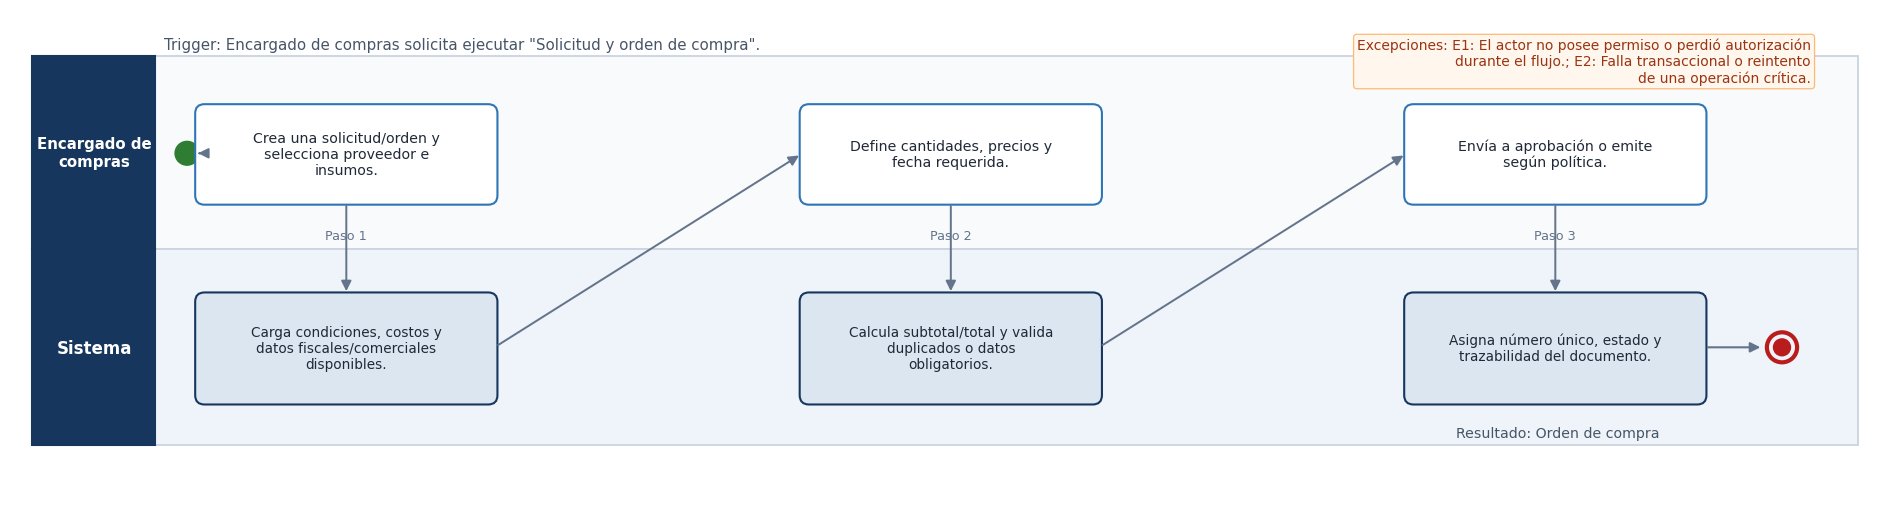 Trigger: Encargado de compras solicita ejecutar "Solicitud y orden de compra".
Excepciones: E1: El actor no posee permiso o perdió autorización
durante el flujo.; E2: Falla transaccional o reintento
de una operación crítica.
Encargado de
compras
Crea una solicitud/orden y
selecciona proveedor e
insumos.
Define cantidades, precios y
fecha requerida.
Envía a aprobación o emite
según política.
Paso 1
Paso 2
Paso 3
Sistema
Carga condiciones, costos y
datos fiscales/comerciales
disponibles.
Calcula subtotal/total y valida
duplicados o datos
obligatorios.
Asigna número único, estado y
trazabilidad del documento.
Resultado: Orden de compra